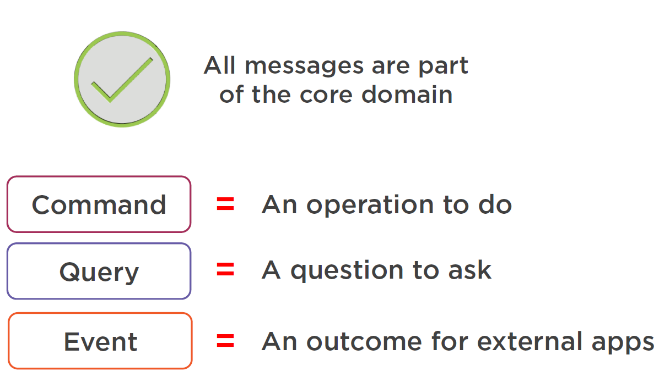 All messages are part
of the core domain
Command = An operation to do
Query = A question to ask
Event = An outcome for external apps